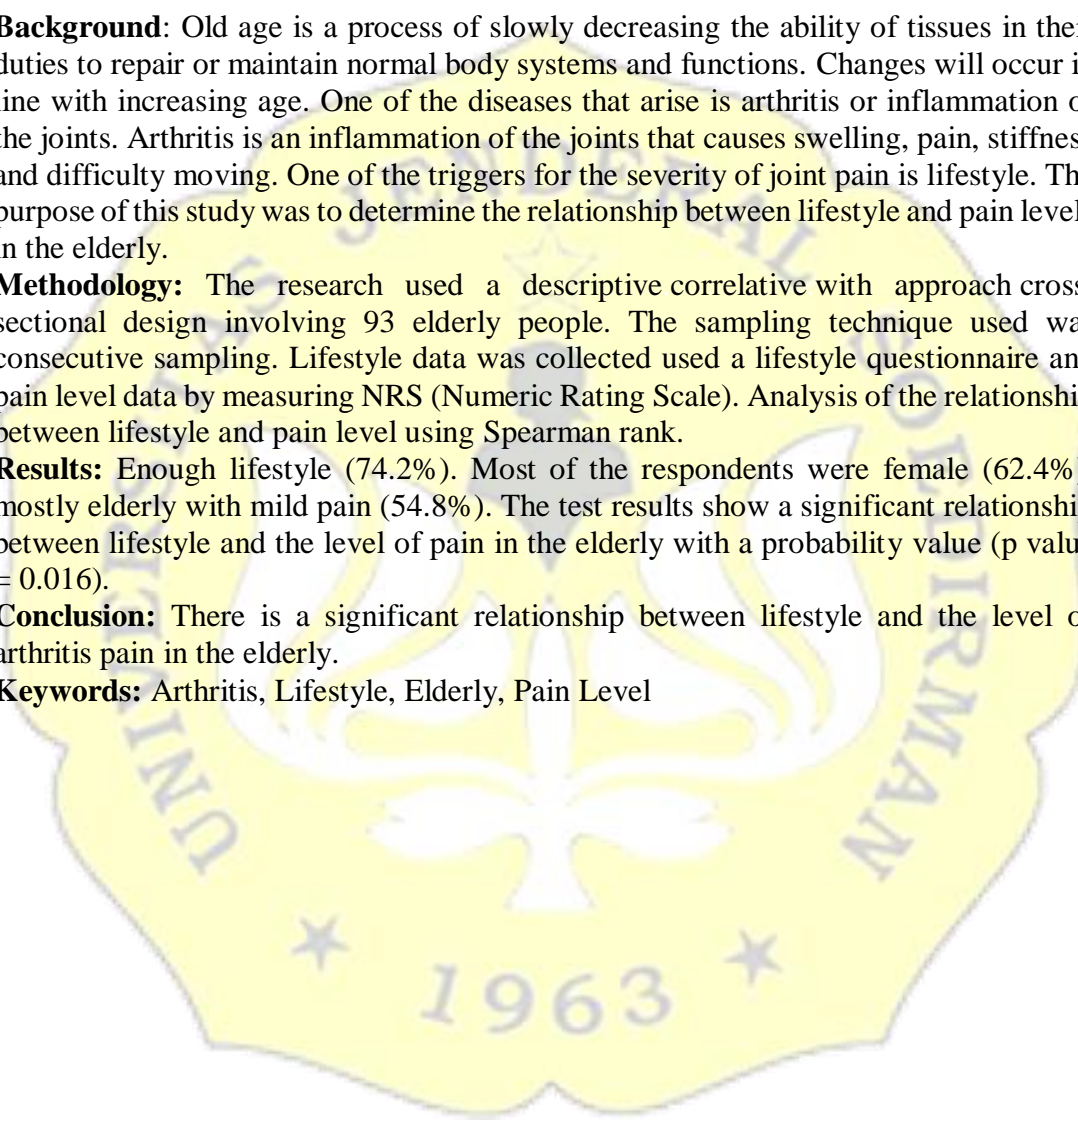 Background: Old age is a process of slowly decreasing the ability of tissues in thei
duties to repair or maintain normal body systems and functions. Changes will occur i
line with increasing age. One of the diseases that arise is arthritis or inflammation o
the joints. Arthritis is an inflammation of the joints that causes swelling, pain, stiffnes
and difficulty moving. One of the triggers for the severity of joint pain is lifestyle. Th
purpose of this study was to determine the relationship between lifestyle and pain level
in the elderly.
Methodology: The research used a descriptive correlative with approach cross
sectional design involving 93 elderly people. The sampling technique used wa
consecutive sampling. Lifestyle data was collected used a lifestyle questionnaire an
pain level data by measuring NRS (Numeric Rating Scale). Analysis of the relationshi
between lifestyle and pain level using Spearman rank.
Results: Enough lifestyle (74.2%). Most of the respondents were female (62.4%)
mostly elderly with mild pain (54.8%). The test results show a significant relationshi
between lifestyle and the level of pain in the elderly with a probability value (p valu
= 0.016).
Conclusion: There is a significant relationship between lifestyle and the level o
arthritis pain in the elderly.
Keywords: Arthritis, Lifestyle, Elderly, Pain Level
UNIVERSITAS JENDERAL SOEDIRMAN
1963